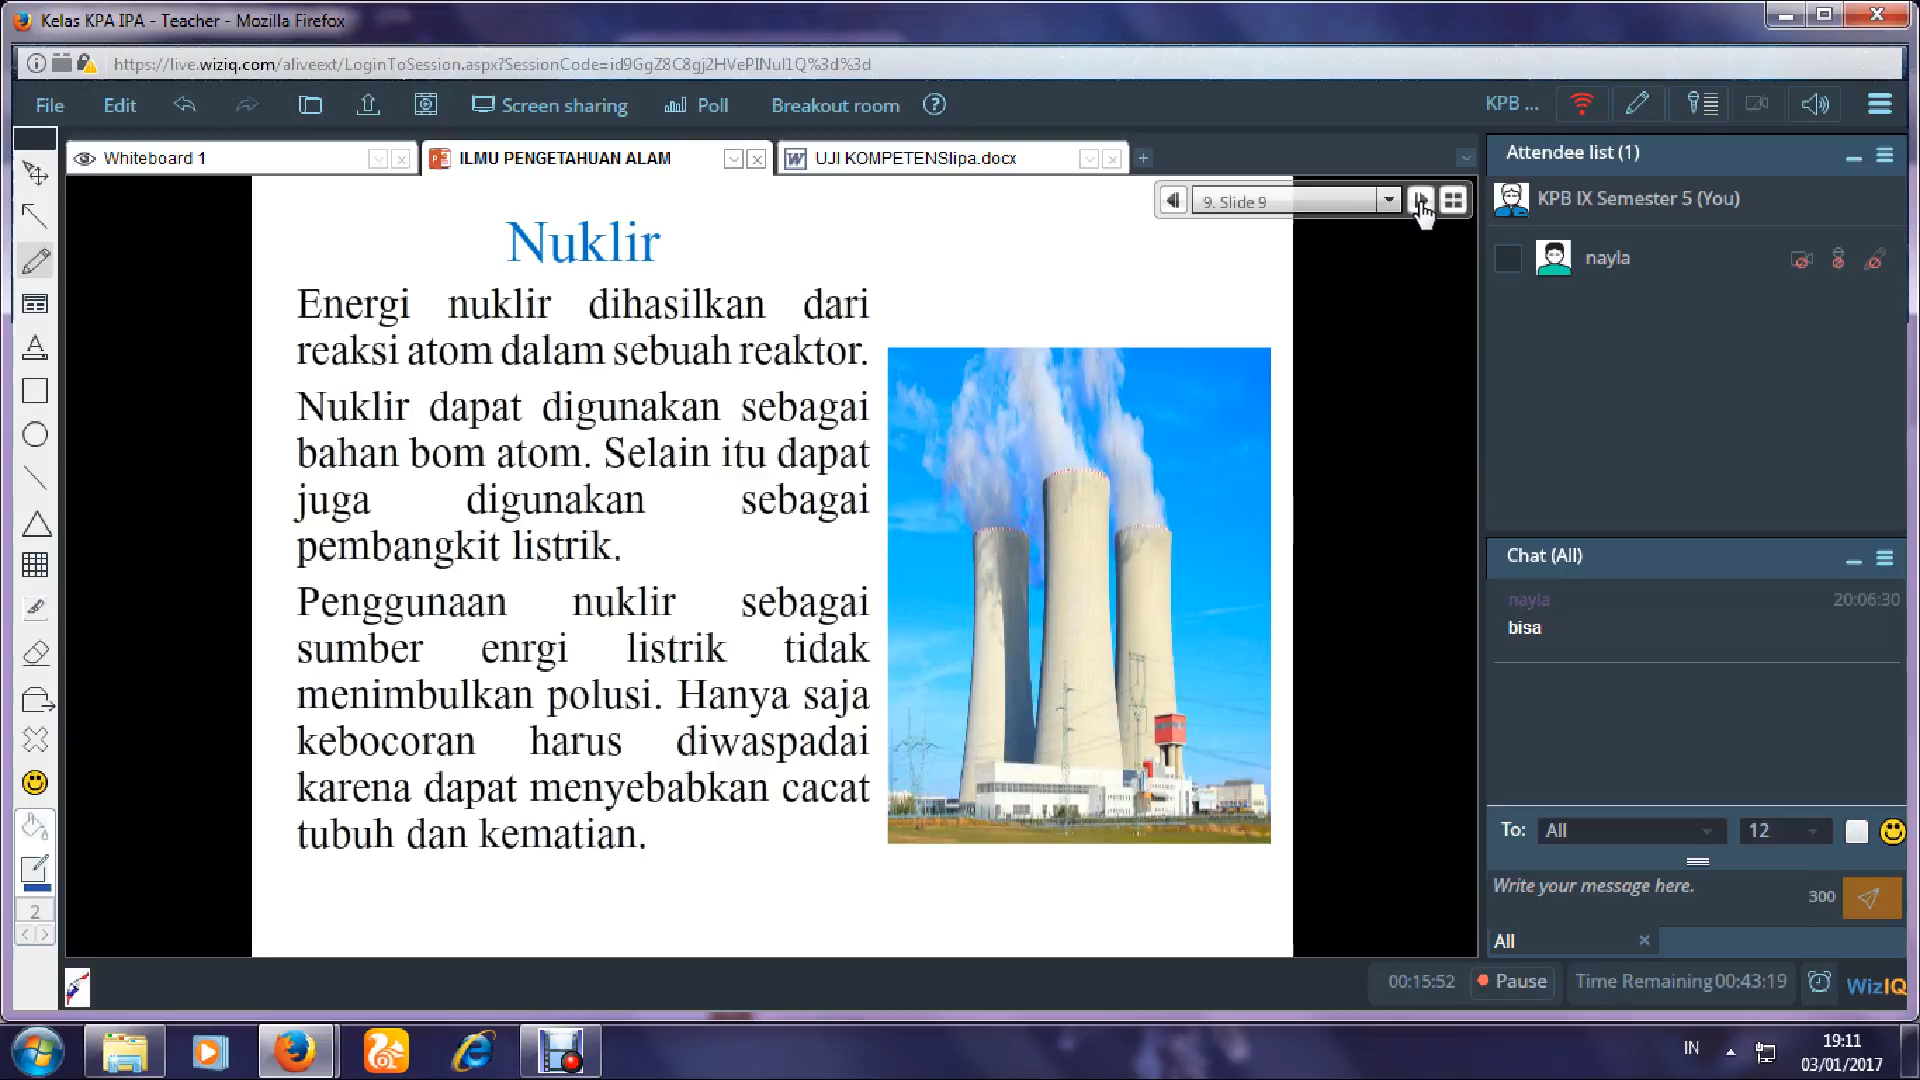 Kelas KPA IPA - Teacher - Mozilla Firefox
https://live.wiziq.com/aliveext/LoginToSession.aspx?SessionCode=id9GgZ8C8gj2HVePINul1Q%3d%3d
File Edit Screen sharing Poll Breakout room KPB ...
Whiteboard 1 ILMU PENGETAHUAN ALAM UJI KOMPETENSIipa.docx
9. Slide 9
Nuklir
Energi nuklir dihasilkan dari
reaksi atom dalam sebuah reaktor.
Nuklir dapat digunakan sebagai
bahan bom atom. Selain itu dapat
juga digunakan sebagai
pembangkit listrik.
Penggunaan nuklir sebagai
sumber enrgi listrik tidak
menimbulkan polusi. Hanya saja
kebocoran harus diwaspadai
karena dapat menyebabkan cacat
tubuh dan kematian.
Attendee list (1)
KPB IX Semester 5 (You)
nayla
Chat (All)
nayla 20:06:30
bisa
To: All 12
Write your message here. 300
All
2
00:15:52 Pause Time Remaining 00:43:19 WizIQ
IN 19:11
03/01/2017